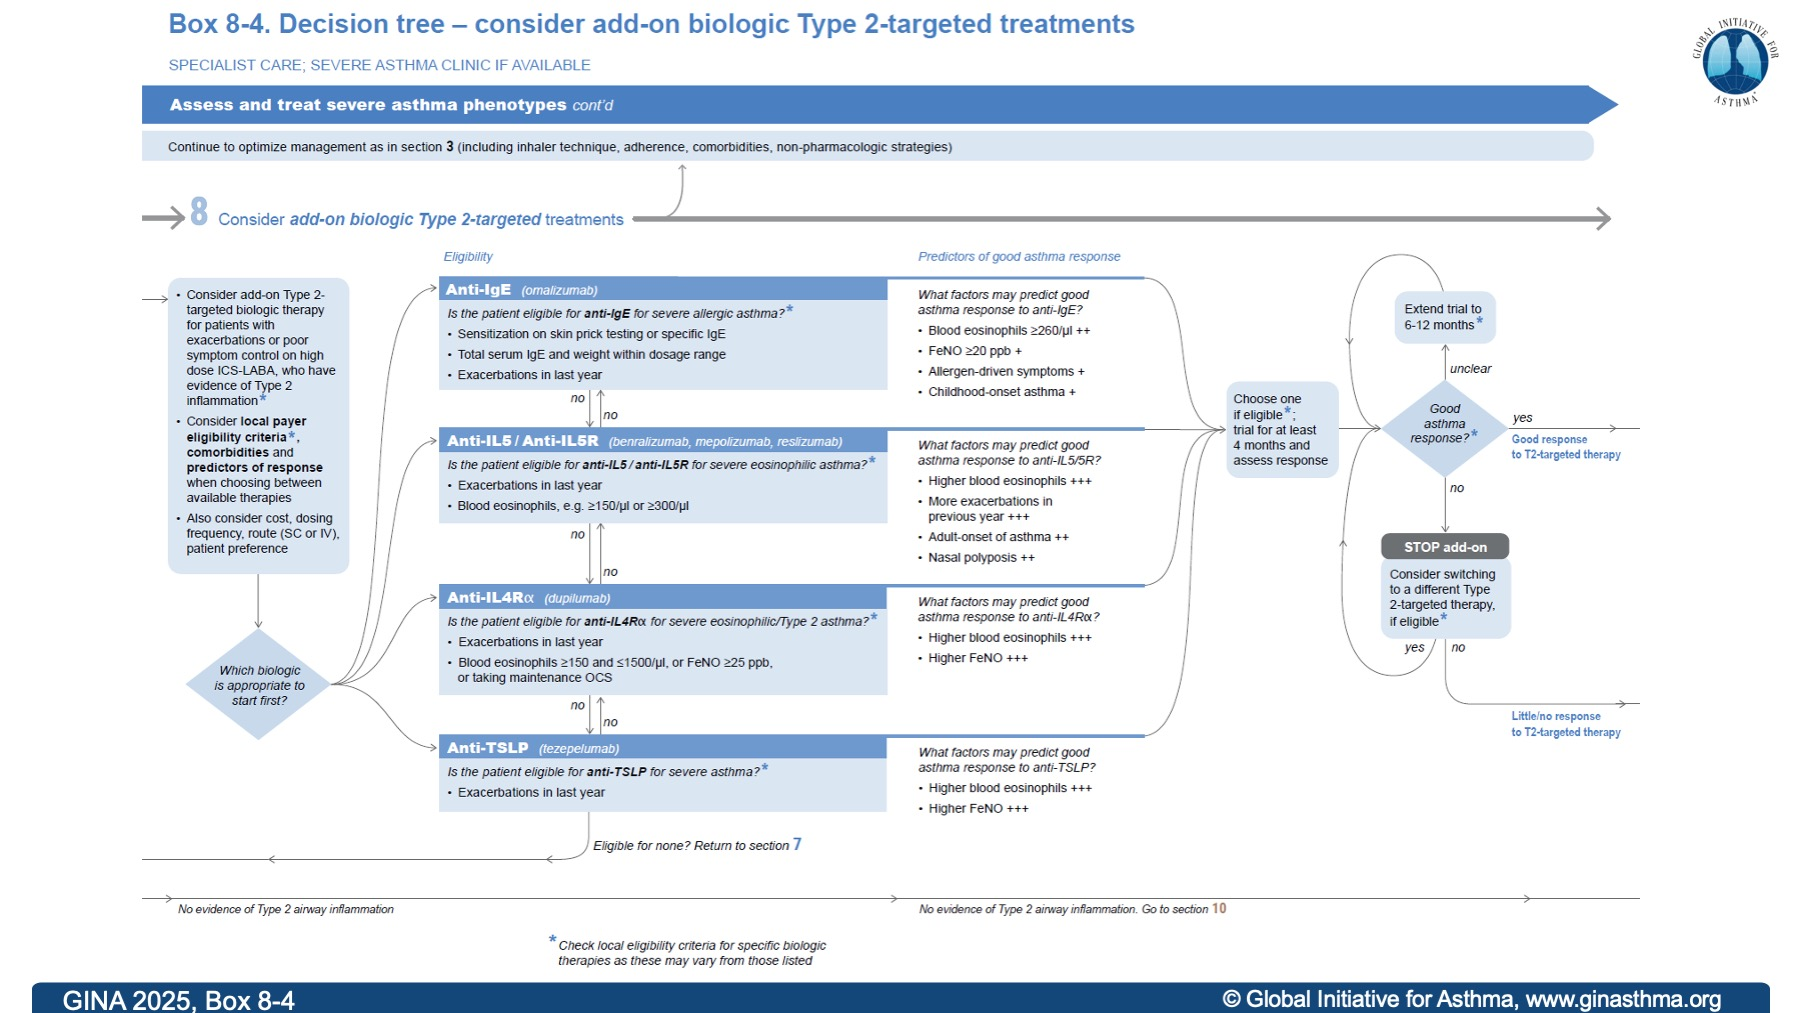 Box 8-4. Decision tree – consider add-on biologic Type 2-targeted treatments
SPECIALIST CARE; SEVERE ASTHMA CLINIC IF AVAILABLE
GLOBAL INITIATIVE FOR
ASTHMA
Assess and treat severe asthma phenotypes cont'd
Continue to optimize management as in section 3 (including inhaler technique, adherence, comorbidities, non-pharmacologic strategies)
8 Consider add-on biologic Type 2-targeted treatments
• Consider add-on Type 2-
targeted biologic therapy
for patients with
exacerbations or poor
symptom control on high
dose ICS-LABA, who have
evidence of Type 2
inflammation*
• Consider local payer
eligibility criteria*,
comorbidities and
predictors of response
when choosing between
available therapies
• Also consider cost, dosing
frequency, route (SC or IV),
patient preference
Which biologic
is appropriate to
start first?
Eligibility
Anti-IgE (omalizumab)
Is the patient eligible for anti-IgE for severe allergic asthma?*
• Sensitization on skin prick testing or specific IgE
• Total serum IgE and weight within dosage range
• Exacerbations in last year
no
no
Anti-IL5 / Anti-IL5R (benralizumab, mepolizumab, reslizumab)
Is the patient eligible for anti-IL5 / anti-IL5R for severe eosinophilic asthma?*
• Exacerbations in last year
• Blood eosinophils, e.g. ≥150/µl or ≥300/µl
no
no
Anti-IL4Rα (dupilumab)
Is the patient eligible for anti-IL4Rα for severe eosinophilic/Type 2 asthma?*
• Exacerbations in last year
• Blood eosinophils ≥150 and ≤1500/µl, or FeNO ≥25 ppb,
or taking maintenance OCS
no
no
Anti-TSLP (tezepelumab)
Is the patient eligible for anti-TSLP for severe asthma?*
• Exacerbations in last year
Eligible for none? Return to section 7
Predictors of good asthma response
What factors may predict good
asthma response to anti-IgE?
• Blood eosinophils ≥260/µl ++
• FeNO ≥20 ppb +
• Allergen-driven symptoms +
• Childhood-onset asthma +
What factors may predict good
asthma response to anti-IL5/5R?
• Higher blood eosinophils +++
• More exacerbations in
previous year +++
• Adult-onset of asthma ++
• Nasal polyposis ++
What factors may predict good
asthma response to anti-IL4Rα?
• Higher blood eosinophils +++
• Higher FeNO +++
What factors may predict good
asthma response to anti-TSLP?
• Higher blood eosinophils +++
• Higher FeNO +++
Choose one
if eligible*;
trial for at least
4 months and
assess response
Extend trial to
6-12 months*
unclear
Good
asthma
response?*
yes
Good response
to T2-targeted therapy
no
STOP add-on
Consider switching
to a different Type
2-targeted therapy,
if eligible*
yes
no
Little/no response
to T2-targeted therapy
No evidence of Type 2 airway inflammation
No evidence of Type 2 airway inflammation. Go to section 10
* Check local eligibility criteria for specific biologic
therapies as these may vary from those listed
GINA 2025, Box 8-4
© Global Initiative for Asthma, www.ginasthma.org